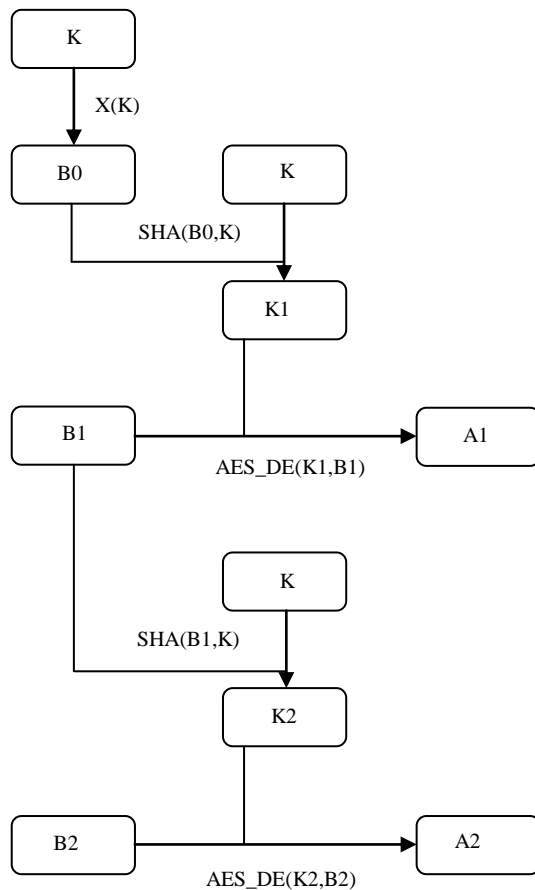 K
X(K)
B0
K
SHA(B0,K)
K1
B1
A1
AES_DE(K1,B1)
K
SHA(B1,K)
K2
B2
A2
AES_DE(K2,B2)